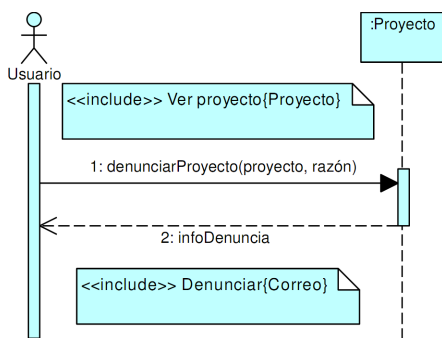 :Proyecto
Usuario
<<include>> Ver proyecto{Proyecto}
1: denunciarProyecto(proyecto, razón)
2: infoDenuncia
<<include>> Denunciar{Correo}